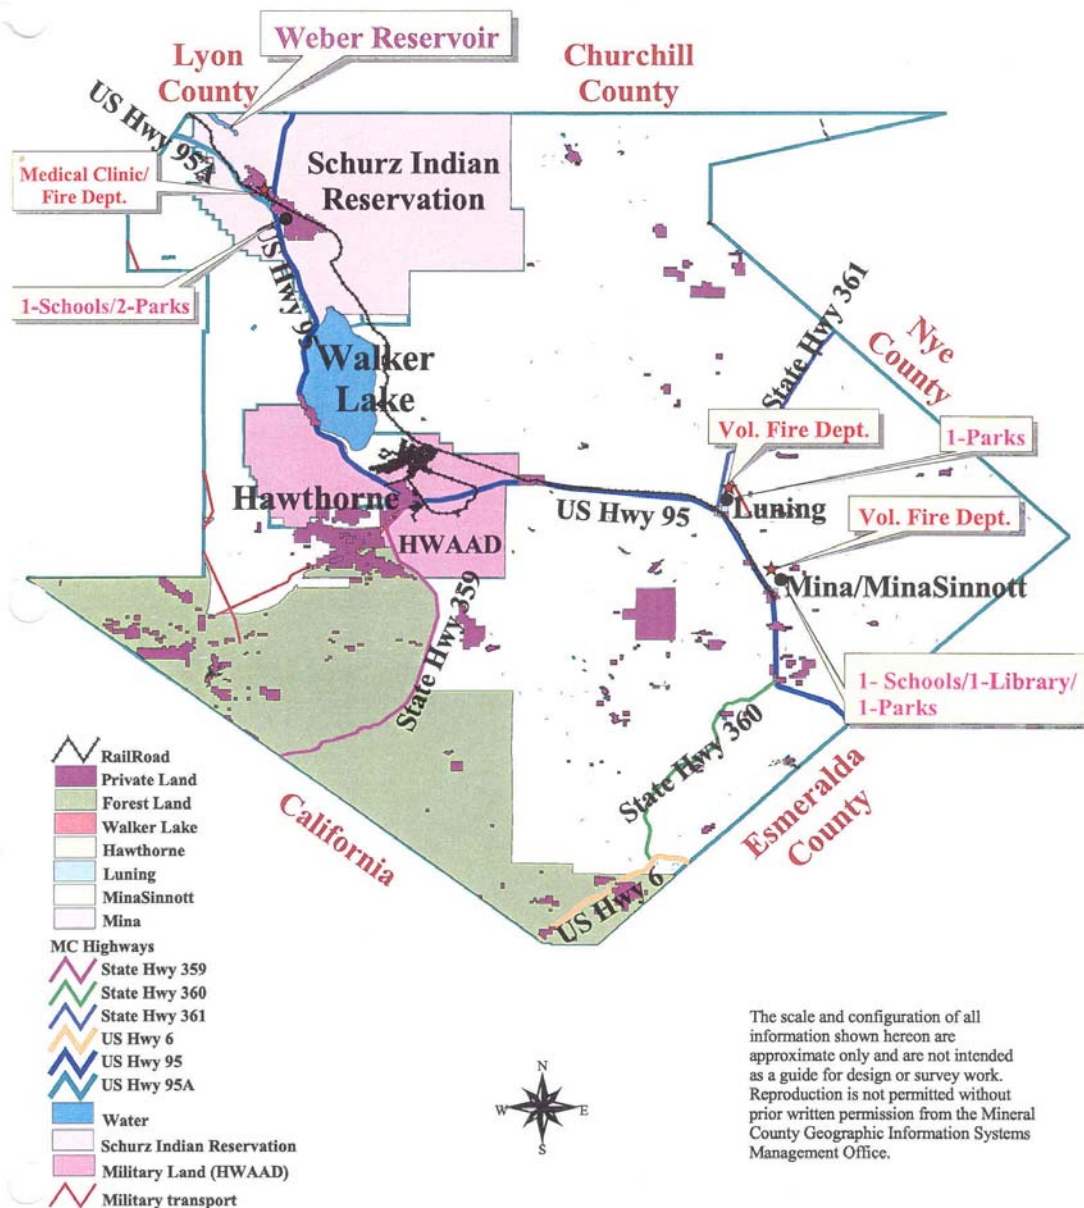 Weber Reservoir
Lyon
County
Churchill
County
US Hwy 95A
Medical Clinic/
Fire Dept.
Schurz Indian
Reservation
1-Schools/2-Parks
US Hwy 95
Walker
Lake
State Hwy 361
Nye
County
Vol. Fire Dept.
1-Parks
Hawthorne
US Hwy 95
Luning
Vol. Fire Dept.
HWAAD
Mina/MinaSinnott
State Hwy 359
1- Schools/1-Library/
1-Parks
State Hwy 360
California
Esmeralda
County
US Hwy 6
RailRoad
Private Land
Forest Land
Walker Lake
Hawthorne
Luning
MinaSinnott
Mina
MC Highways
State Hwy 359
State Hwy 360
State Hwy 361
US Hwy 6
US Hwy 95
US Hwy 95A
Water
Schurz Indian Reservation
Military Land (HWAAD)
Military transport
N
W
E
S
The scale and configuration of all
information shown hereon are
approximate only and are not intended
as a guide for design or survey work.
Reproduction is not permitted without
prior written permission from the Mineral
County Geographic Information Systems
Management Office.